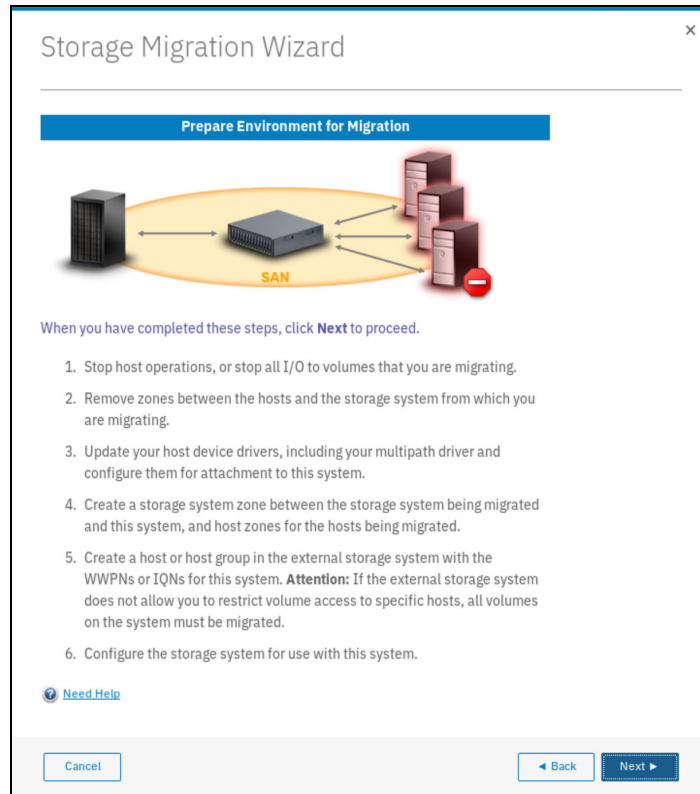 Storage Migration Wizard
×
Prepare Environment for Migration
SAN
When you have completed these steps, click Next to proceed.
1. Stop host operations, or stop all I/O to volumes that you are migrating.
2. Remove zones between the hosts and the storage system from which you
are migrating.
3. Update your host device drivers, including your multipath driver and
configure them for attachment to this system.
4. Create a storage system zone between the storage system being migrated
and this system, and host zones for the hosts being migrated.
5. Create a host or host group in the external storage system with the
WWPNs or IQNs for this system. Attention: If the external storage system
does not allow you to restrict volume access to specific hosts, all volumes
on the system must be migrated.
6. Configure the storage system for use with this system.
? Need Help
Cancel
◄ Back
Next ►